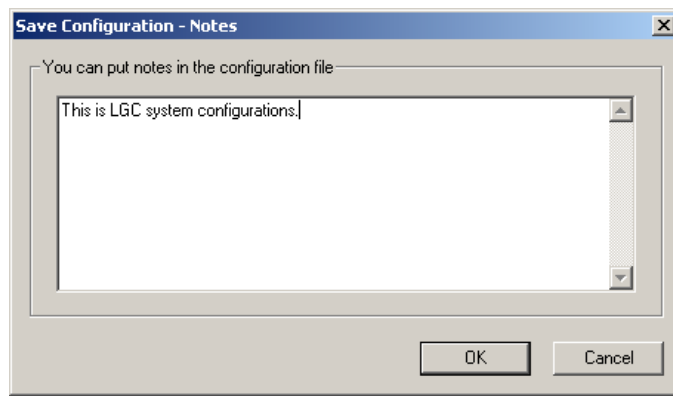 Save Configuration - Notes
You can put notes in the configuration file
This is LGC system configurations.
OK
Cancel